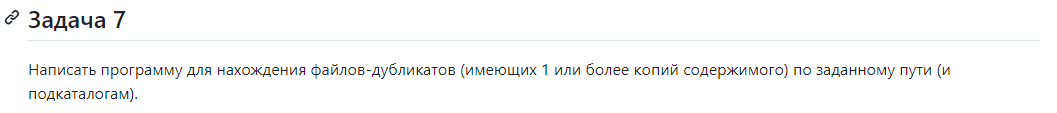 Задача 7
Написать программу для нахождения файлов-дубликатов (имеющих 1 или более копий содержимого) по заданному пути (и
подкаталогам).